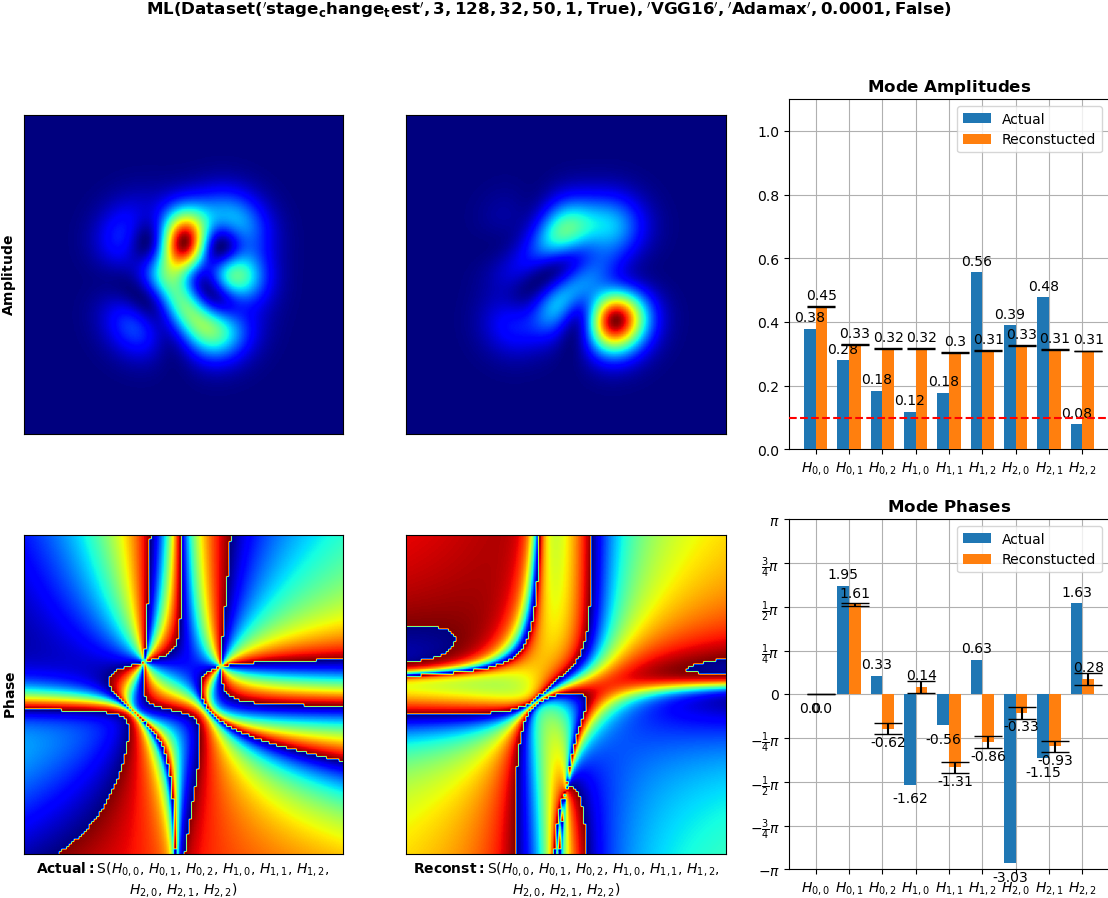 ML(Dataset('stage_change_test', 3, 128, 32, 50, 1, True),'VGG16','Adamax', 0.0001, False)
Amplitude
Mode Amplitudes
Actual
Reconstucted
1.0
0.8
0.6
0.4
0.2
0.0
0.38 0.45
0.28 0.33
0.18 0.32
0.12 0.32
0.18 0.3
0.56 0.31
0.39 0.33
0.48 0.31
0.08 0.31
H0,0 H0,1 H0,2 H1,0 H1,1 H1,2 H2,0 H2,1 H2,2
Phase
Actual: S(H0,0, H0,1, H0,2, H1,0, H1,1, H1,2,
H2,0, H2,1, H2,2)
Reconst: S(H0,0, H0,1, H0,2, H1,0, H1,1, H1,2,
H2,0, H2,1, H2,2)
Mode Phases
Actual
Reconstucted
π
3/4π
1/2π
1/4π
0
−1/4π
−1/2π
−3/4π
−π
0.0 0.0
1.95 1.61
0.33 -0.62
-1.62 0.14
-0.56 -1.31
0.63 -0.86
-3.03 -0.33
-1.15 -0.93
1.63 0.28
H0,0 H0,1 H0,2 H1,0 H1,1 H1,2 H2,0 H2,1 H2,2